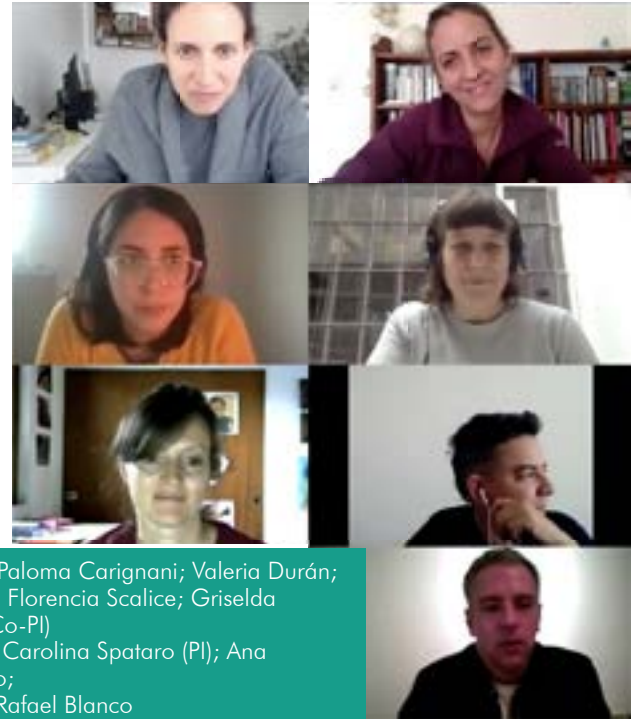 Paloma Carignani; Valeria Durán;
Florencia Scalice; Griselda
Co-PI)
Carolina Spataro (PI); Ana
o;
Rafael Blanco